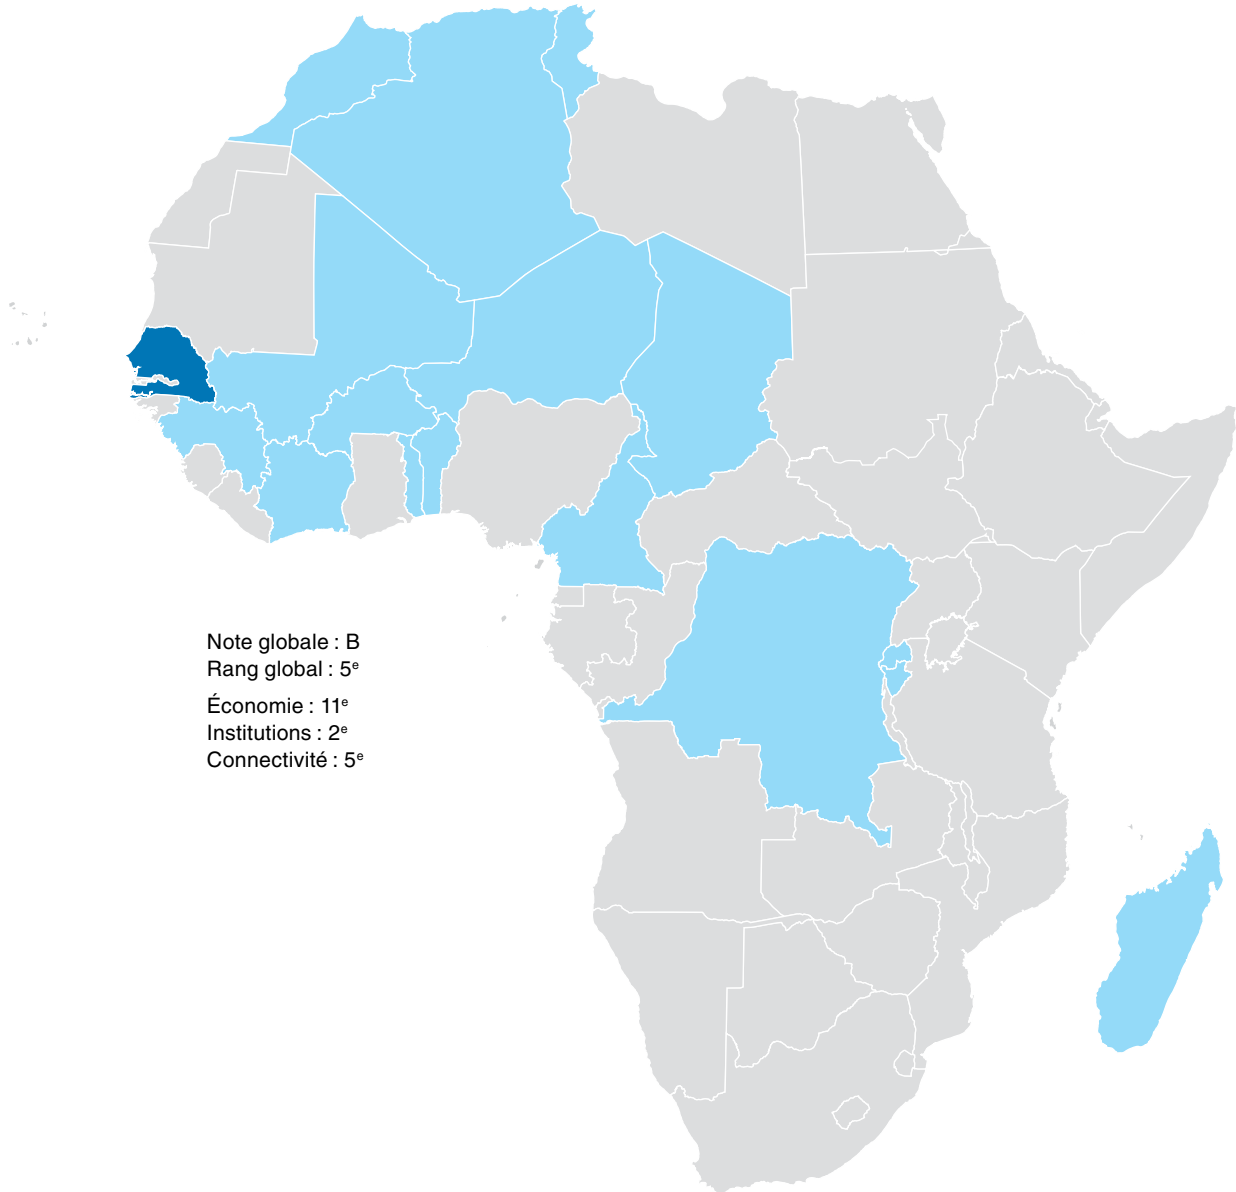 Note globale : B
Rang global : 5e
Économie : 11e
Institutions : 2e
Connectivité : 5e